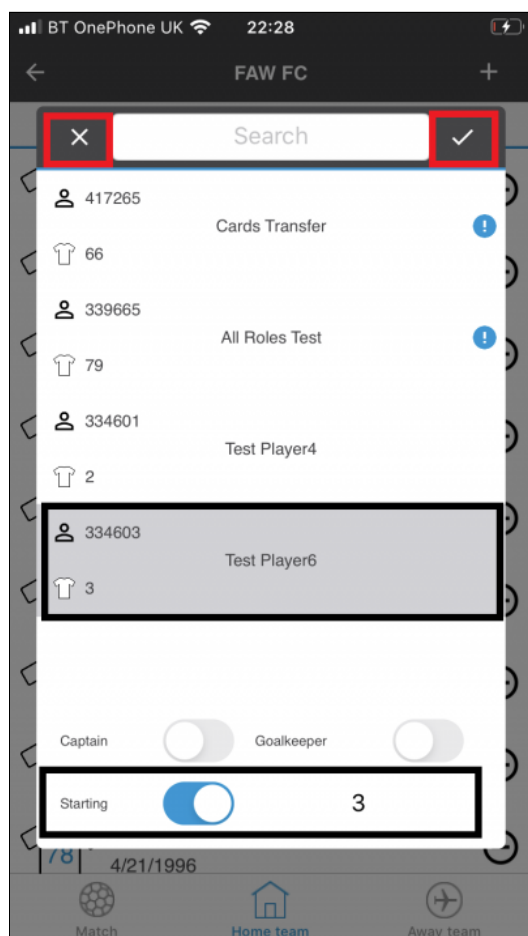 BT OnePhone UK 22:28
FAW FC
Search
417265
Cards Transfer
66
339665
All Roles Test
79
334601
Test Player4
2
334603
Test Player6
3
Captain Goalkeeper
Starting 3
78
4/21/1996
Match Home team Away team